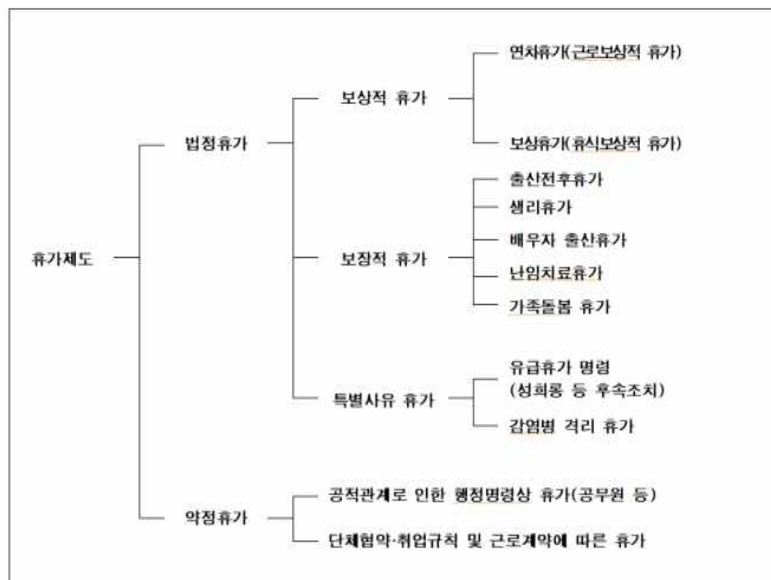 연차휴가(근로보상적 휴가)
보상적 휴가
법정휴가
보상휴가(휴식보상적 휴가)
출산전후휴가
생리휴가
배우자 출산휴가
휴가제도
보장적 휴가
난임치료휴가
가족돌봄 휴가
유급휴가 명령
(성희롱 등 후속조치)
특별사유 휴가
감염병 격리 휴가
공적관계로 인한 행정명령상 휴가(공무원 등)
약정휴가
단체협약·취업규칙 및 근로계약에 따른 휴가